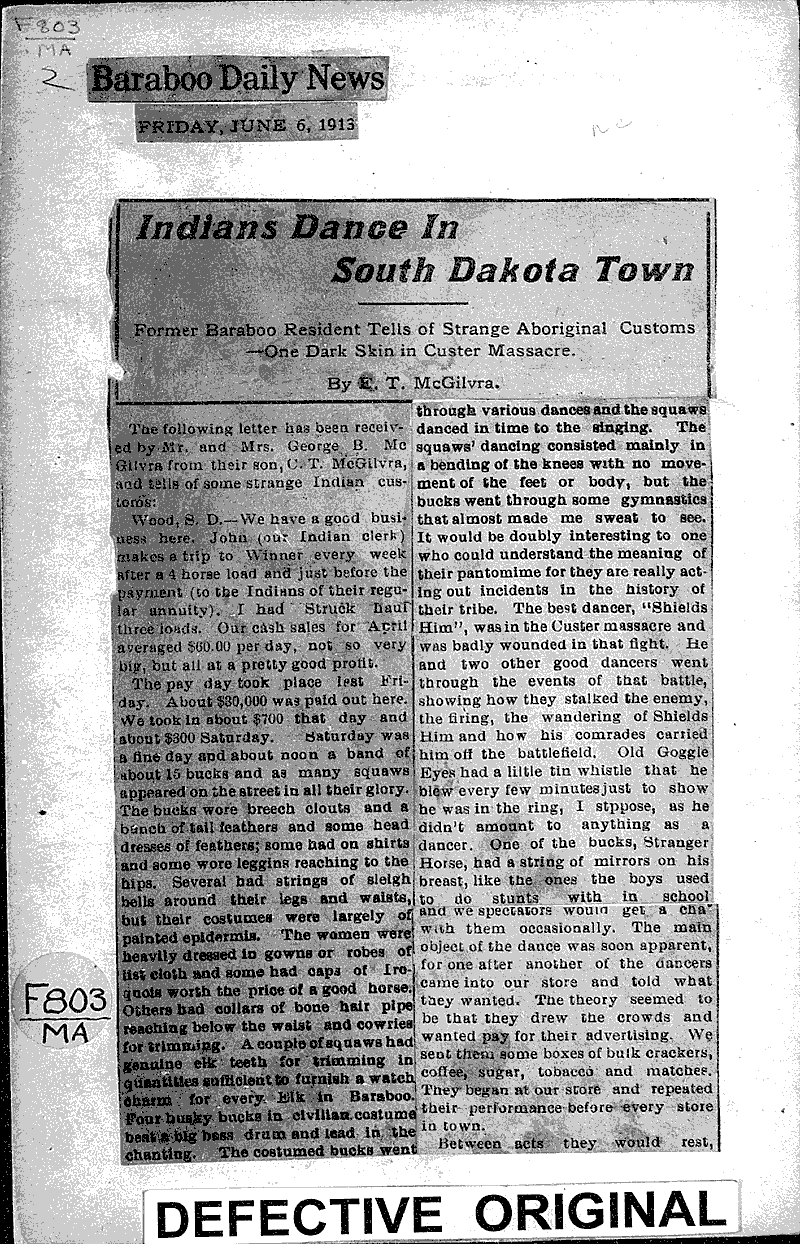 F803
MA
2
Baraboo Daily News
FRIDAY, JUNE 6, 1913
Indians Dance In
South Dakota Town
Former Baraboo Resident Tells of Strange Aboriginal Customs
—One Dark Skin in Custer Massacre.
By E. T. McGilvra.
The following letter has been receiv-
ed by Mr. and Mrs. George B. Mc
Gilvra from their son, C. T. McGilvra,
and tells of some strange Indian cus-
toms:
Wood, S. D.—We have a good busi-
ness here. John (our Indian clerk)
makes a trip to Winner every week
after a 4 horse load and just before the
payment (to the Indians of their regu-
lar annuity). I had Struck haul
three loads. Our cash sales for April
averaged $60.00 per day, not so very
big, but all at a pretty good profit.
The pay day took place last Fri-
day. About $30,000 was paid out here.
We took in about $700 that day and
about $300 Saturday. Saturday was
a fine day and about noon a band of
about 15 bucks and as many squaws
appeared on the street in all their glory.
The bucks wore breech clouts and a
bunch of tail feathers and some head
dresses of feathers; some had on shirts
and some wore leggins reaching to the
hips. Several had strings of sleigh
bells around their legs and waists,
but their costumes were largely of
painted epidermis. The women were
heavily dressed in gowns or robes of
list cloth and some had caps of Iro-
quois worth the price of a good horse.
Others had collars of bone hair pipe
reaching below the waist and cowries
for trimming. A couple of squaws had
genuine elk teeth for trimming in
quantities sufficient to furnish a watch
charm for every Elk in Baraboo.
Four husky bucks in civilian costume
beat a big bass drum and lead in the
chanting. The costumed bucks went
through various dances and the squaws
danced in time to the singing. The
squaws' dancing consisted mainly in
a bending of the knees with no move-
ment of the feet or body, but the
bucks went through some gymnastics
that almost made me sweat to see.
It would be doubly interesting to one
who could understand the meaning of
their pantomime for they are really act-
ing out incidents in the history of
their tribe. The best dancer, "Shields
Him", was in the Custer massacre and
was badly wounded in that fight. He
and two other good dancers went
through the events of that battle,
showing how they stalked the enemy,
the firing, the wandering of Shields
Him and how his comrades carried
him off the battlefield. Old Goggle
Eyes had a liltle tin whistle that he
blew every few minutes just to show
he was in the ring, I stppose, as he
didn't amount to anything as a
dancer. One of the bucks, Stranger
Horse, had a string of mirrors on his
breast, like the ones the boys used
to do stunts with in school
and we spectators would get a cha
with them occasionally. The main
object of the dance was soon apparent,
for one after another of the dancers
came into our store and told what
they wanted. The theory seemed to
be that they drew the crowds and
wanted pay for their advertising. We
sent them some boxes of bulk crackers,
coffee, sugar, tobacco and matches.
They began at our store and repeated
their performance before every store
in town.
Between acts they would rest,
F803
MA
DEFECTIVE ORIGINAL